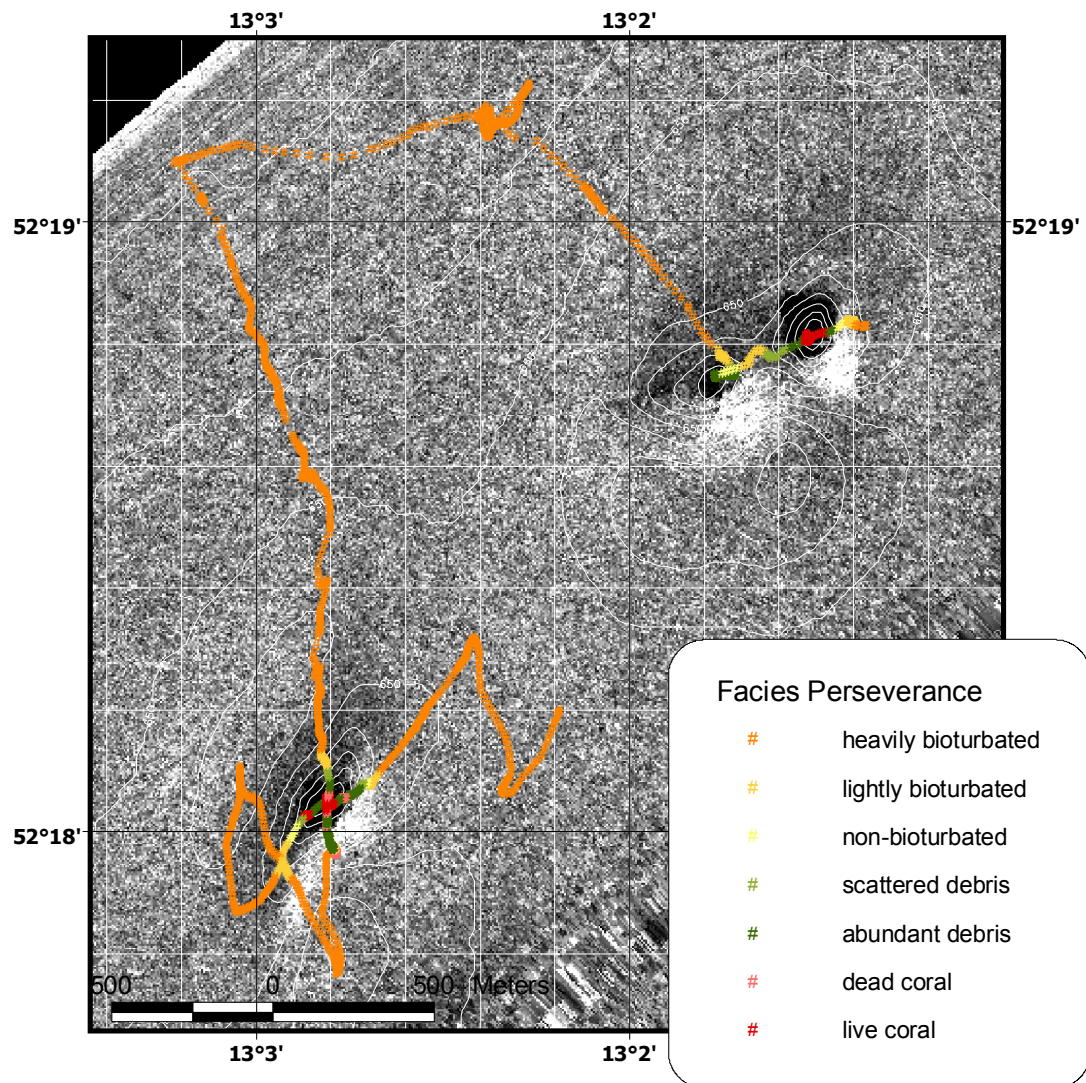 13°3' 13°2'
52°19' 52°19'
650
650
650
650
52°18'
Facies Perseverance
# heavily bioturbated
# lightly bioturbated
# non-bioturbated
# scattered debris
# abundant debris
# dead coral
# live coral
500 0 500 Meters
13°3' 13°2'